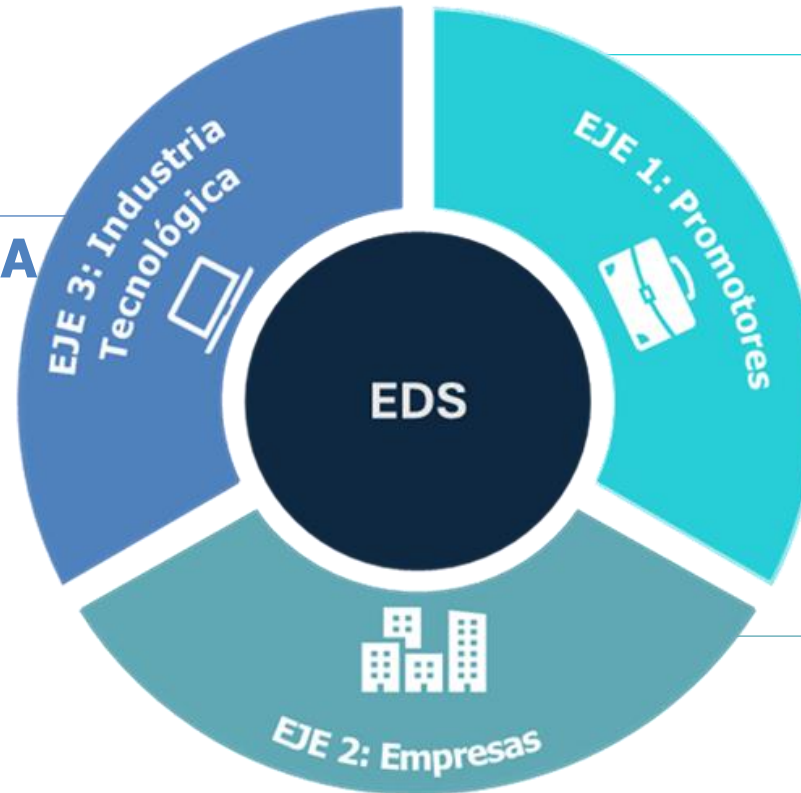 EJE 3: Industria
Tecnológica
EJE 1: Promotores
A
EDS
EJE 2: Empresas